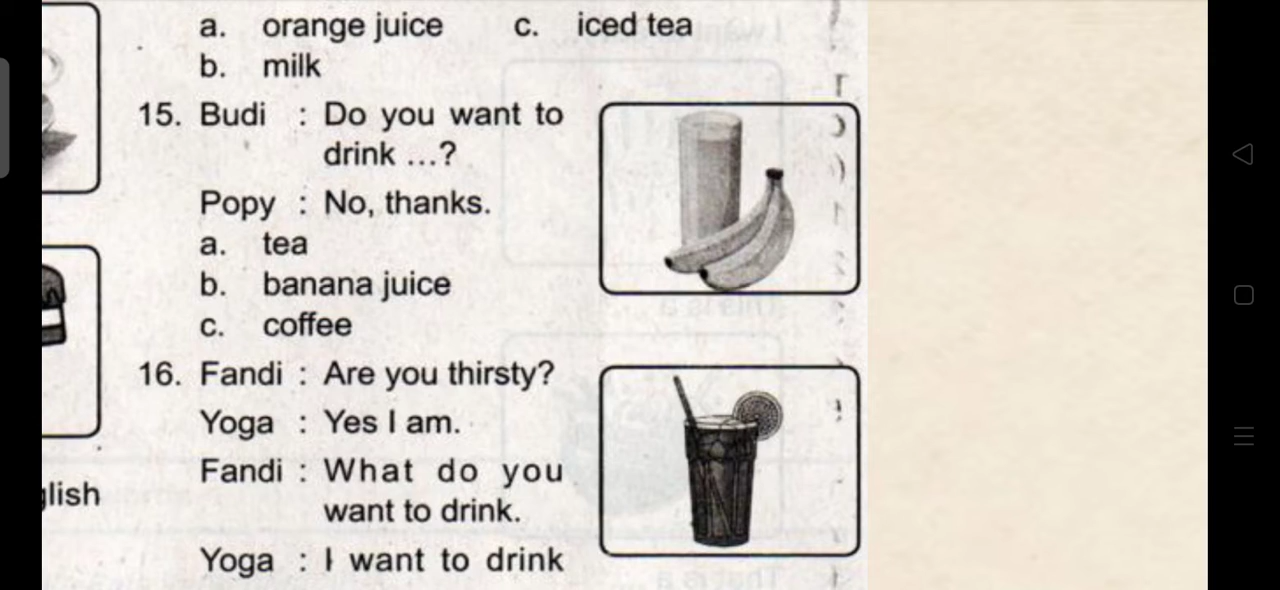 a. orange juice c. iced tea
b. milk
15. Budi : Do you want to
drink ...?
Popy : No, thanks.
a. tea
b. banana juice
c. coffee
16. Fandi : Are you thirsty?
Yoga : Yes I am.
Fandi : What do you
want to drink.
Yoga : I want to drink
glish